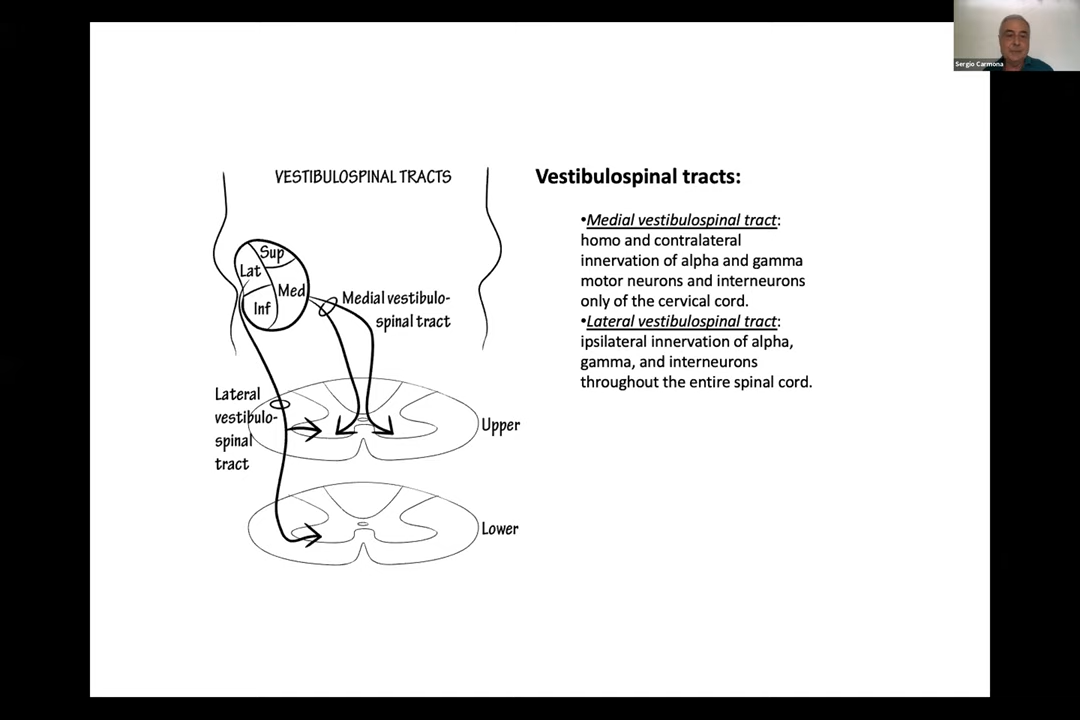 Sergio Carmona
VESTIBULOSPINAL TRACTS
Sup
Lat
Med
Inf
Medial vestibulo-
spinal tract
Lateral
vestibulo-
spinal
tract
Upper
Lower
Vestibulospinal tracts:
•Medial vestibulospinal tract:
homo and contralateral
innervation of alpha and gamma
motor neurons and interneurons
only of the cervical cord.
•Lateral vestibulospinal tract:
ipsilateral innervation of alpha,
gamma, and interneurons
throughout the entire spinal cord.